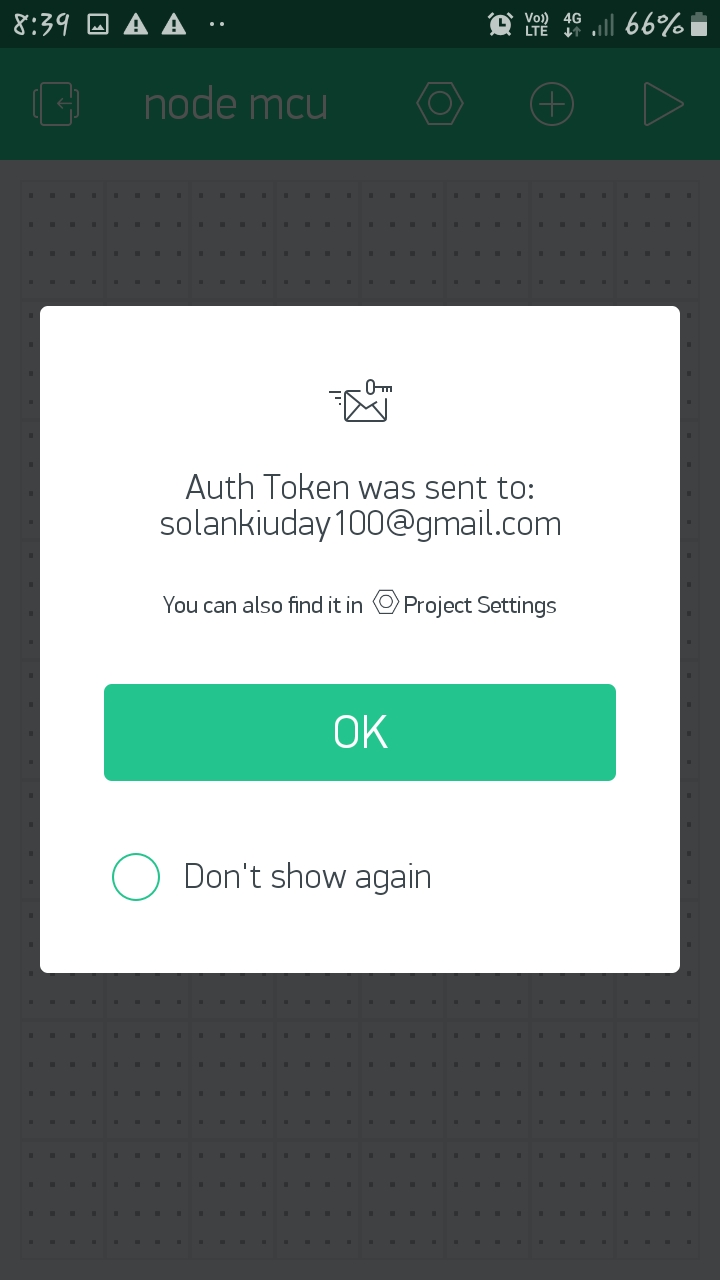 8:39 Vo)) LTE 4G 66%
node mcu
Auth Token was sent to:
solankiuday100@gmail.com
You can also find it in Project Settings
OK
Don't show again